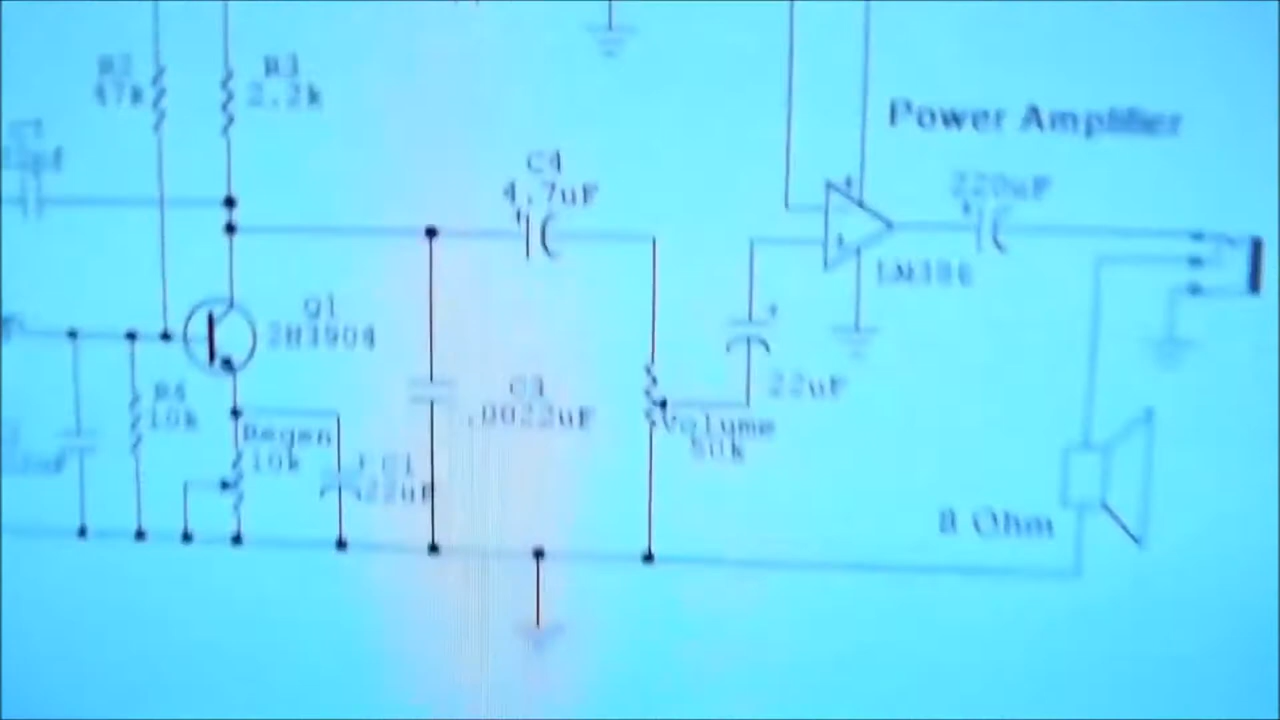 R2
47k
R3
2.2k
C4
4.7uF
Power Amplifier
220uF
LM386
Q1
2N3904
R4
10k
C3
.0022uF
22uF
Volume
50k
Regen
10k
8 Ohm